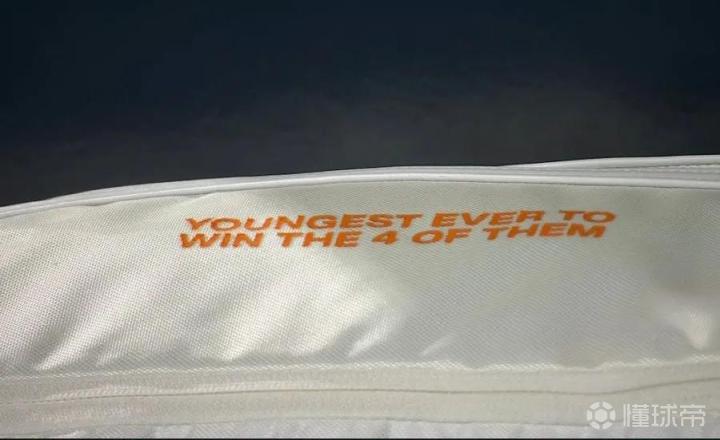 YOUNGEST EVER TO
WIN THE 4 OF THEM
懂球帝